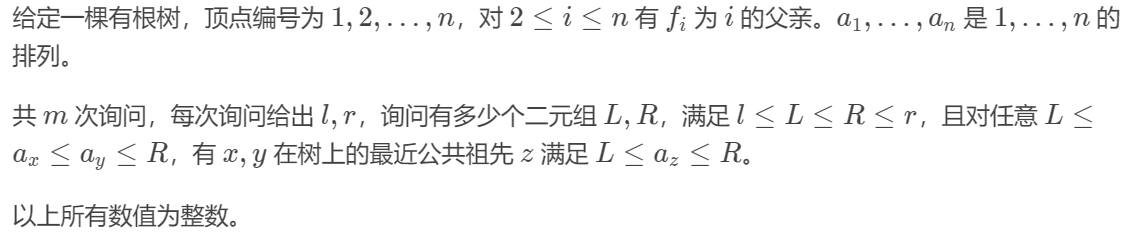 给定一棵有根树，顶点编号为 1, 2, . . . , n，对 2 ≤ i ≤ n 有 f_i 为 i 的父亲。a_1, . . . , a_n 是 1, . . . , n 的
排列。
共 m 次询问，每次询问给出 l, r，询问有多少个二元组 L, R，满足 l ≤ L ≤ R ≤ r，且对任意 L ≤
a_x ≤ a_y ≤ R，有 x, y 在树上的最近公共祖先 z 满足 L ≤ a_z ≤ R。
以上所有数值为整数。